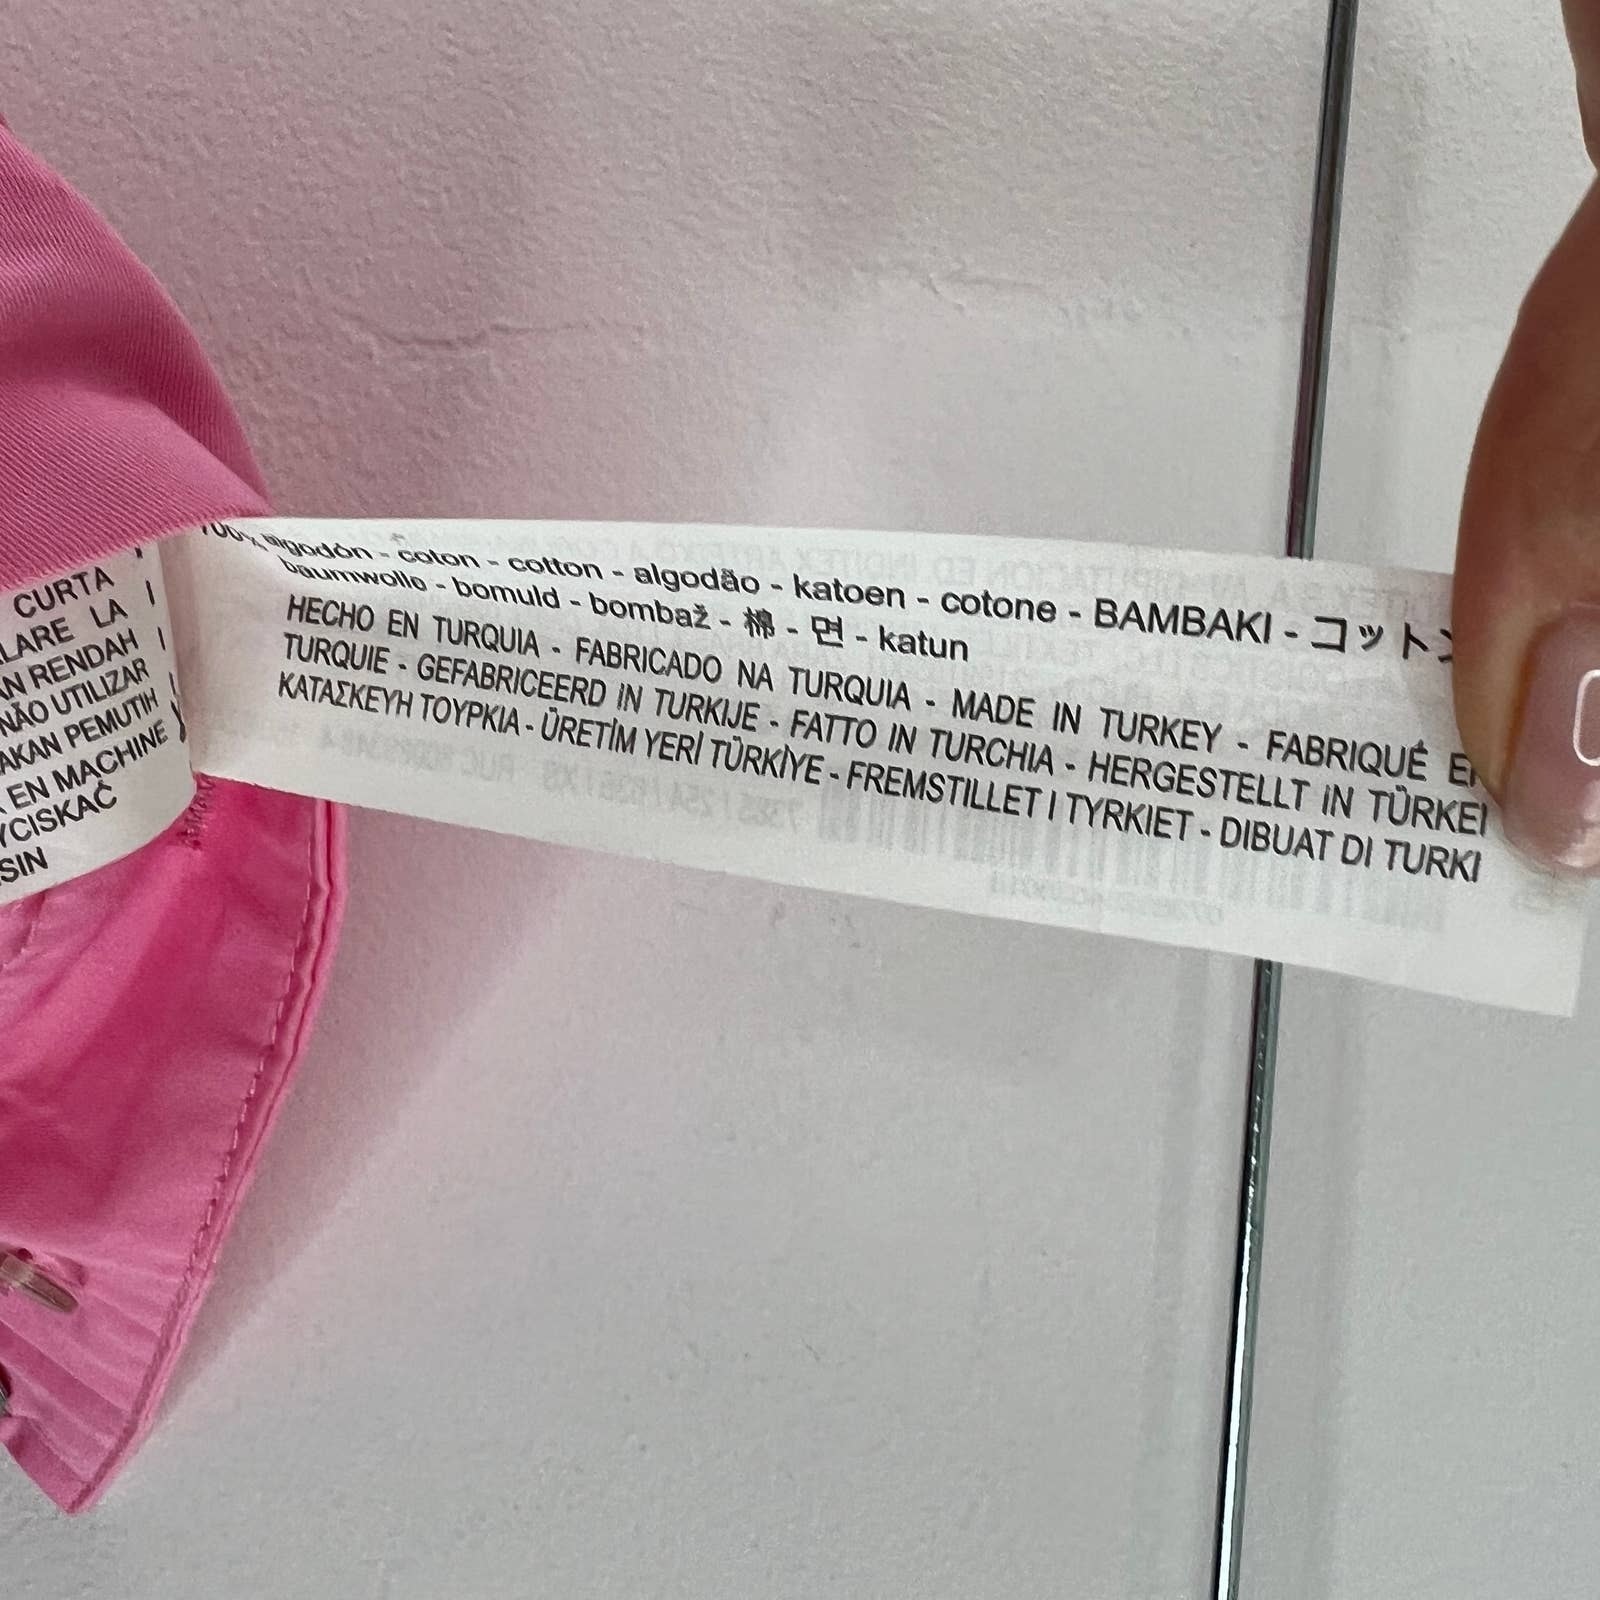 100% algodón - coton - cotton - algodão - katoen - cotone - BAMBAKI - コット
baumwolle - bomuld - bombaž - 棉 - 면 - katun
HECHO EN TURQUIA - FABRICADO NA TURQUIA - MADE IN TURKEY - FABRIQUÉ
TURQUIE - GEFABRICEERD IN TURKIJE - FATTO IN TURCHIA - HERGESTELLT IN TÜRKEI
ΚΑΤΑΣΚΕΥΗ ΤΟΥΡΚΙΑ - ÜRETİM YERİ TÜRKİYE - FREMSTILLET I TYRKIET - DIBUAT DI TURKI
CURTA
LARE LA
AN RENDAH
NÃO UTILIZAR
AKAN PEMUTIH
EN MACHINE
YCISKAČ
SIN